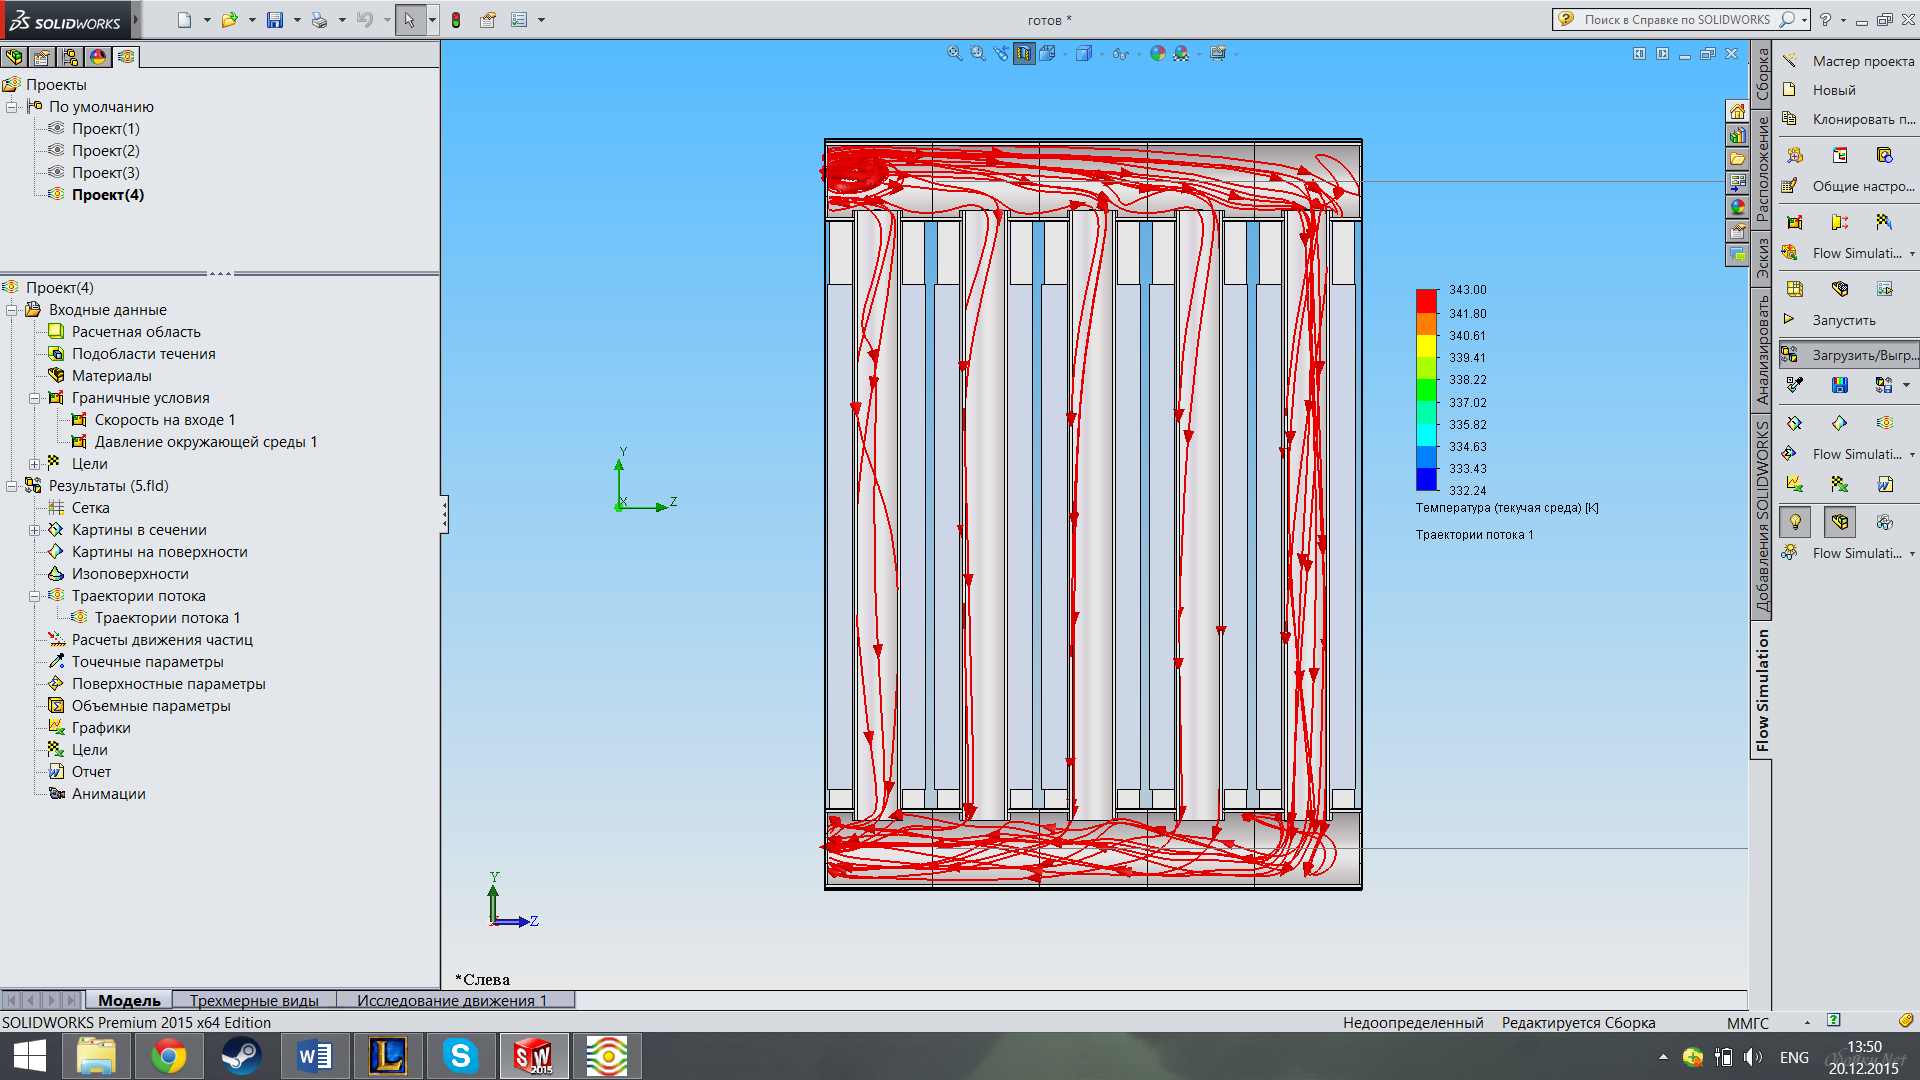 SOLIDWORKS
готов *
Поиск в Справке по SOLIDWORKS
Проекты
По умолчанию
Проект(1)
Проект(2)
Проект(3)
Проект(4)
Проект(4)
Входные данные
Расчетная область
Подобласти течения
Материалы
Граничные условия
Скорость на входе 1
Давление окружающей среды 1
Цели
Результаты (5.fld)
Сетка
Картины в сечении
Картины на поверхности
Изоповерхности
Траектории потока
Траектории потока 1
Расчеты движения частиц
Точечные параметры
Поверхностные параметры
Объемные параметры
Графики
Цели
Отчет
Анимации
Y
X
Z
Y
Z
*Слева
343.00
341.80
340.61
339.41
338.22
337.02
335.82
334.63
333.43
332.24
Температура (текучая среда) [K]
Траектории потока 1
Сборка
Расположение
Эскиз
Анализировать
Добавления SOLIDWORKS
Flow Simulation
Мастер проекта
Новый
Клонировать п...
Общие настро...
Flow Simulati...
Запустить
Загрузить/Выгр...
Flow Simulati...
Flow Simulati...
Модель
Трехмерные виды
Исследование движения 1
SOLIDWORKS Premium 2015 x64 Edition
Недоопределенный
Редактируется Сборка
ММГС
SW
2015
ENG
13:50
20.12.2015
Обойки.Net